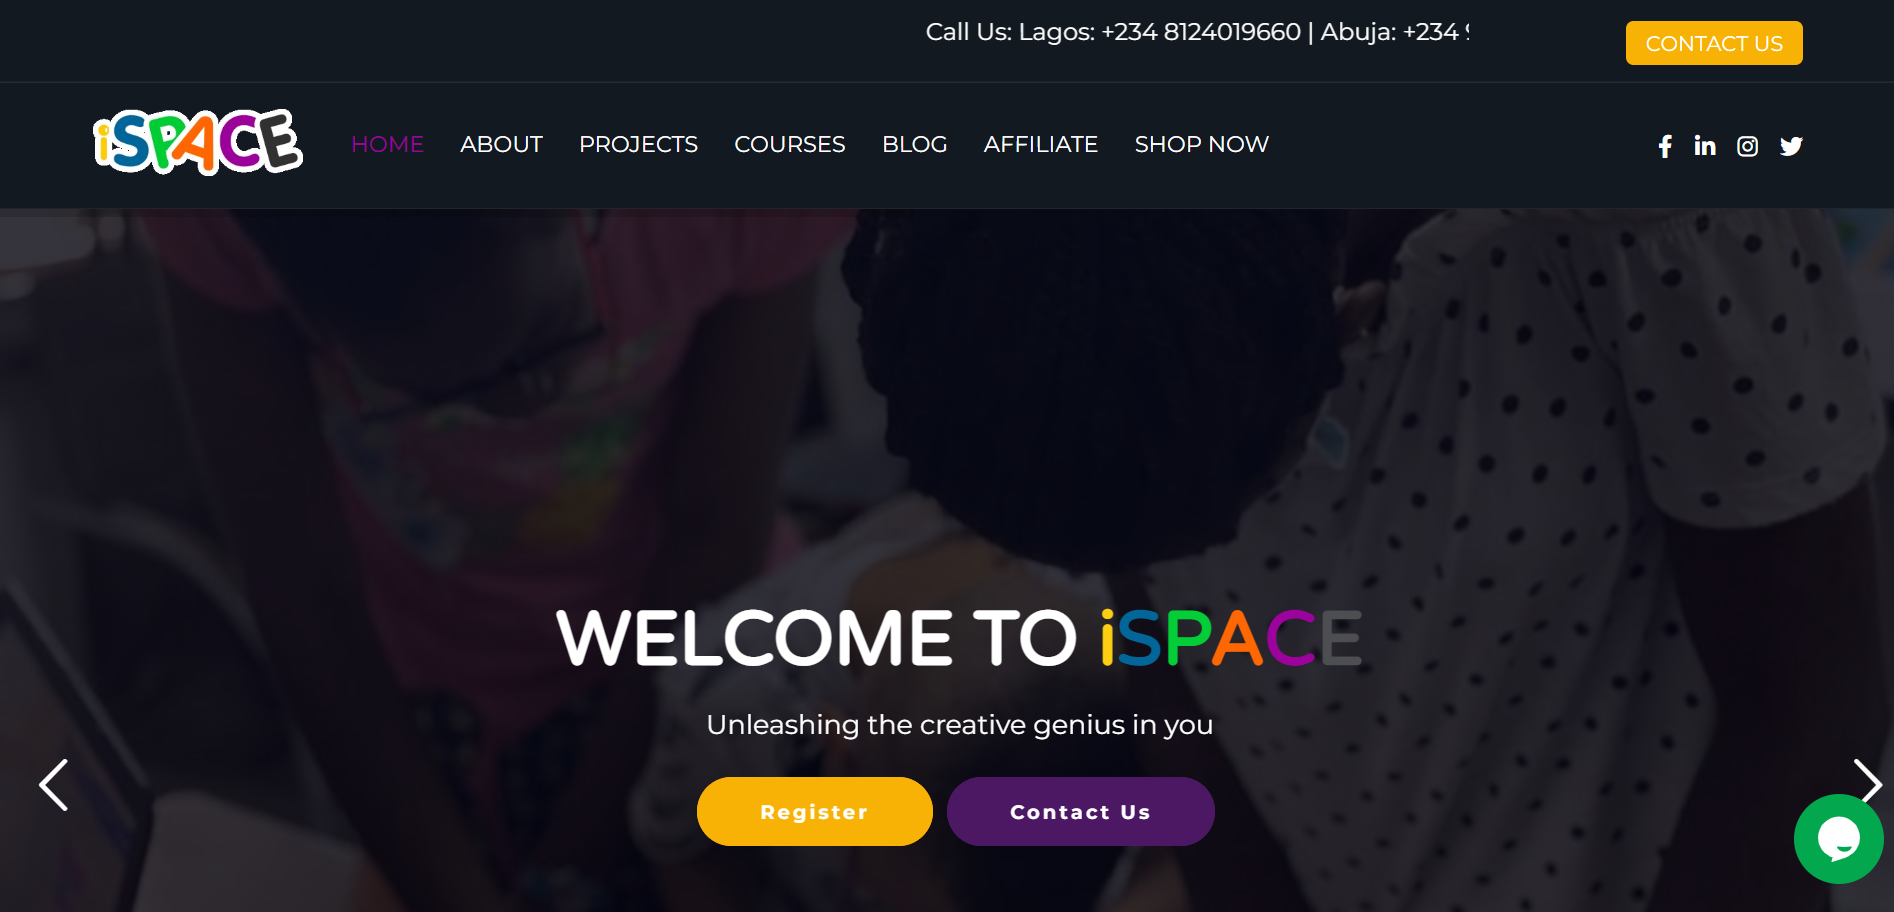 Call Us: Lagos: +234 8124019660 | Abuja: +234
CONTACT US
iSPACE
HOME ABOUT PROJECTS COURSES BLOG AFFILIATE SHOP NOW
WELCOME TO iSPACE
Unleashing the creative genius in you
Register
Contact Us